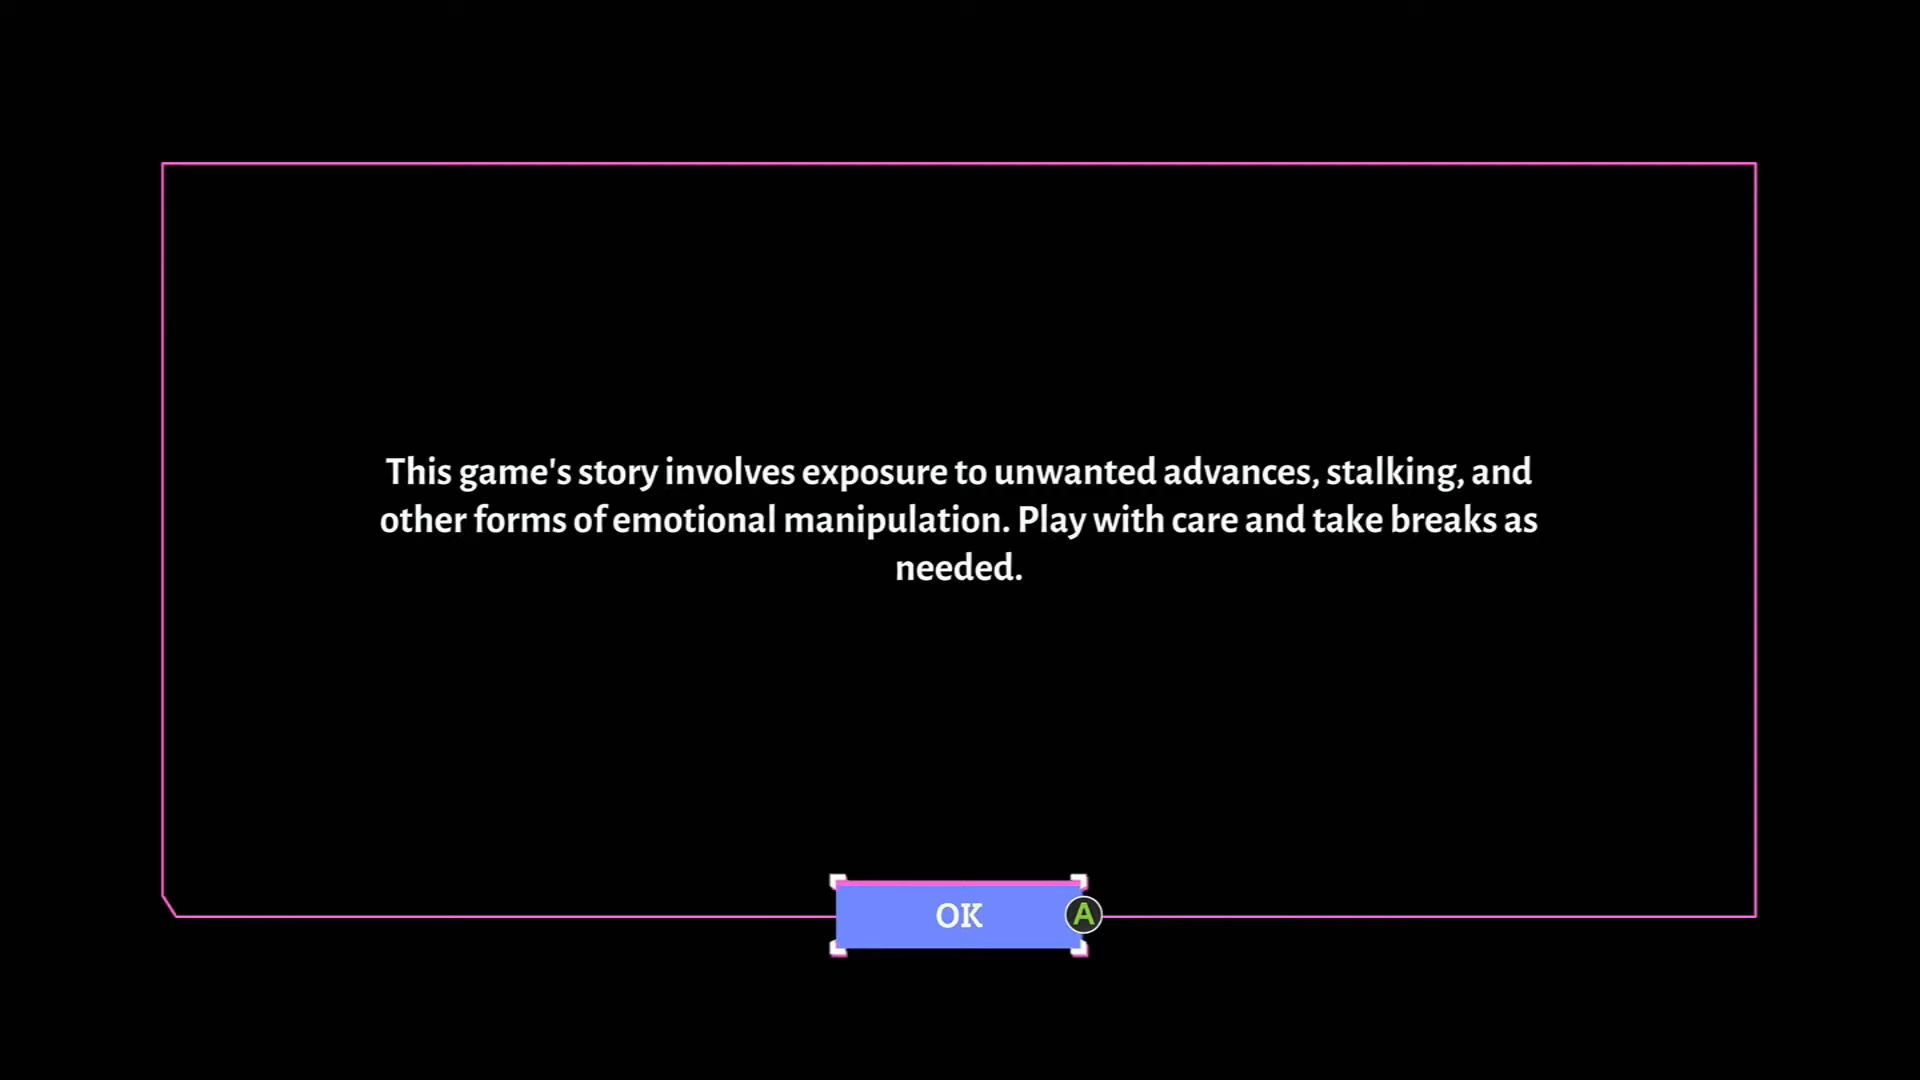 This game's story involves exposure to unwanted advances, stalking, and
other forms of emotional manipulation. Play with care and take breaks as
needed.
OK
A